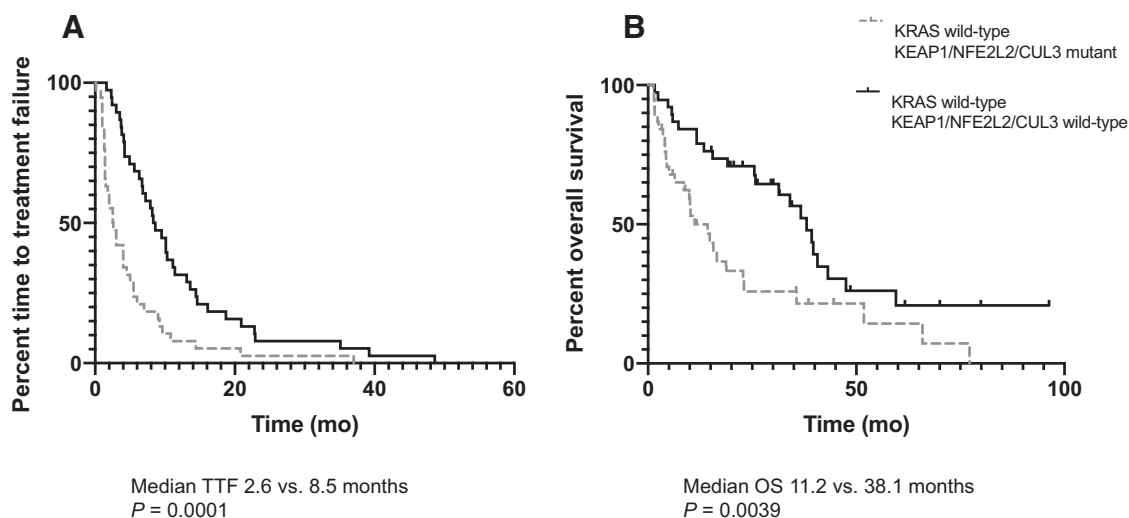 A
Percent time to treatment failure
100
50
0
0
20
40
60
Time (mo)
Median TTF 2.6 vs. 8.5 months
P = 0.0001
B
Percent overall survival
100
50
0
0
50
100
Time (mo)
Median OS 11.2 vs. 38.1 months
P = 0.0039
KRAS wild-type
KEAP1/NFE2L2/CUL3 mutant
KRAS wild-type
KEAP1/NFE2L2/CUL3 wild-type